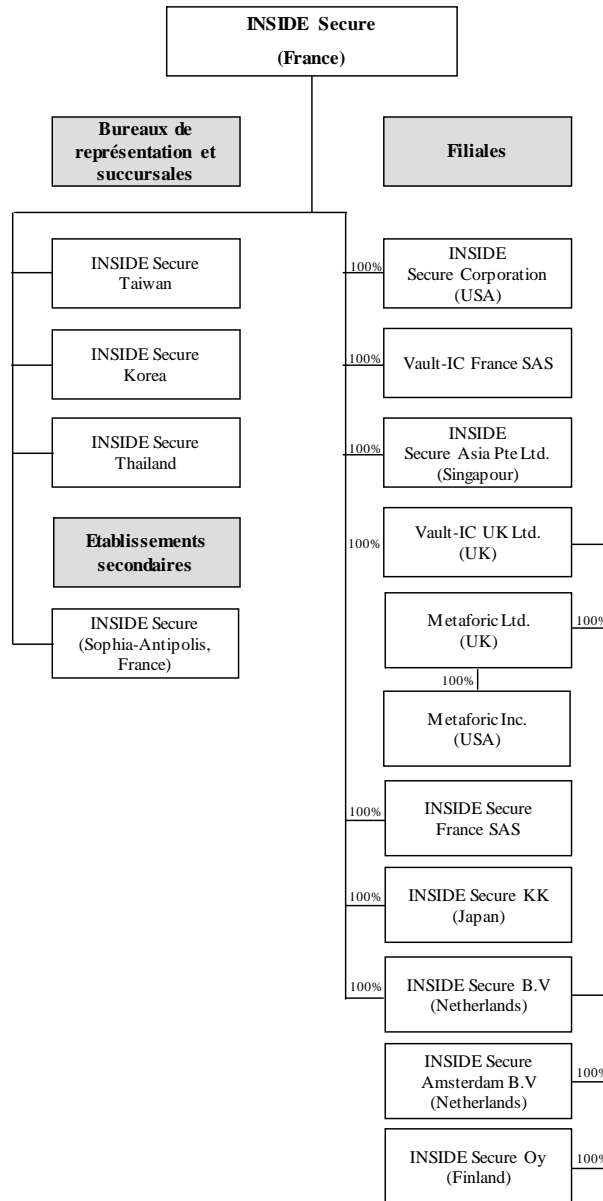 INSIDE Secure
(France)
Bureaux de
représentation et
succursales
Filiales
INSIDE Secure
Taiwan
100%
INSIDE
Secure Corporation
(USA)
INSIDE Secure
Korea
100%
Vault-IC France SAS
INSIDE Secure
Thailand
100%
INSIDE
Secure Asia Pte Ltd.
(Singapour)
Etablissements
secondaires
100%
Vault-IC UK Ltd.
(UK)
INSIDE Secure
(Sophia-Antipolis,
France)
Metaforic Ltd.
(UK)
100%
100%
Metaforic Inc.
(USA)
100%
INSIDE Secure
France SAS
100%
INSIDE Secure KK
(Japan)
100%
INSIDE Secure B.V
(Netherlands)
INSIDE Secure
Amsterdam B.V
(Netherlands)
100%
INSIDE Secure Oy
(Finland)
100%